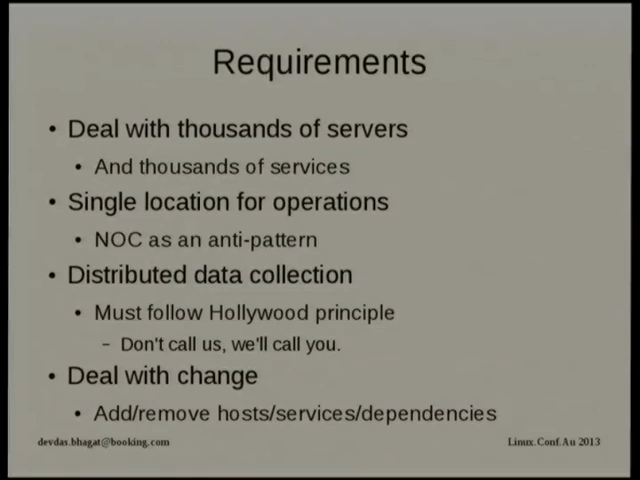 Requirements
• Deal with thousands of servers
• And thousands of services
• Single location for operations
• NOC as an anti-pattern
• Distributed data collection
• Must follow Hollywood principle
– Don't call us, we'll call you.
• Deal with change
• Add/remove hosts/services/dependencies
devdas.bhagat@booking.com
Linux.Conf.Au 2013